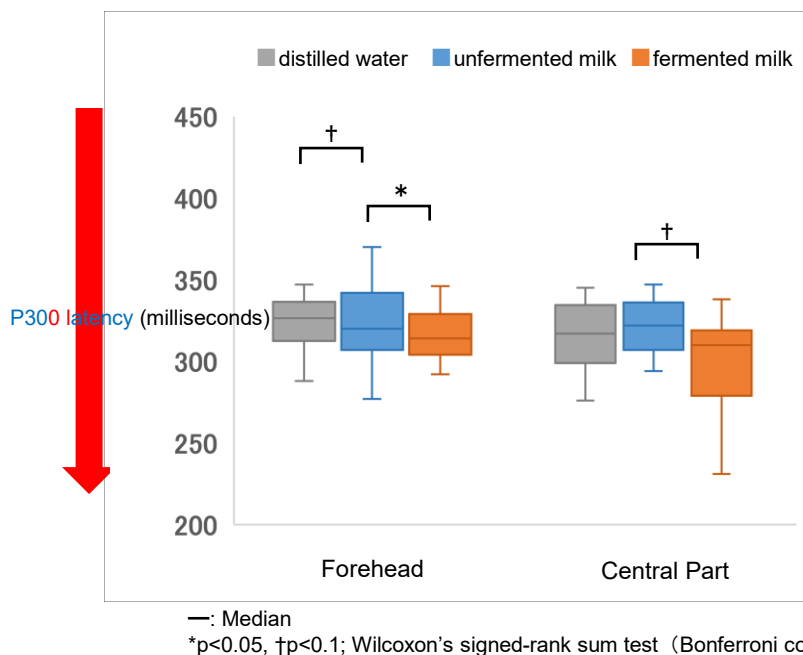 distilled water unfermented milk fermented milk
450
†
*
400
†
350
P300 latency (milliseconds)
300
250
200
Forehead Central Part
—: Median
*p<0.05, †p<0.1; Wilcoxon's signed-rank sum test（Bonferroni co